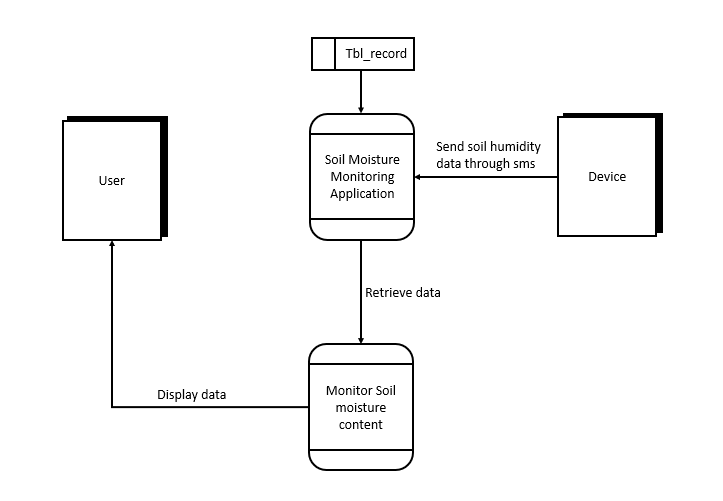 Tbl_record
Send soil humidity
data through sms
Soil Moisture
Monitoring
Application
User
Device
Retrieve data
Display data
Monitor Soil
moisture
content